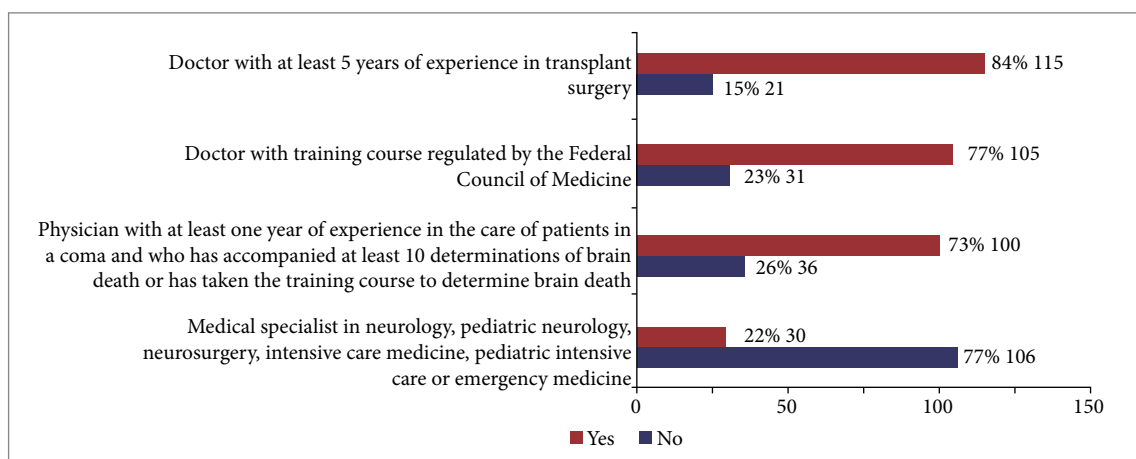 Doctor with at least 5 years of experience in transplant
surgery
84% 115
15% 21
Doctor with training course regulated by the Federal
Council of Medicine
77% 105
23% 31
Physician with at least one year of experience in the care of patients in
a coma and who has accompanied at least 10 determinations of brain
death or has taken the training course to determine brain death
73% 100
26% 36
Medical specialist in neurology, pediatric neurology,
neurosurgery, intensive care medicine, pediatric intensive
care or emergency medicine
22% 30
77% 106
0 50 100 150
Yes No